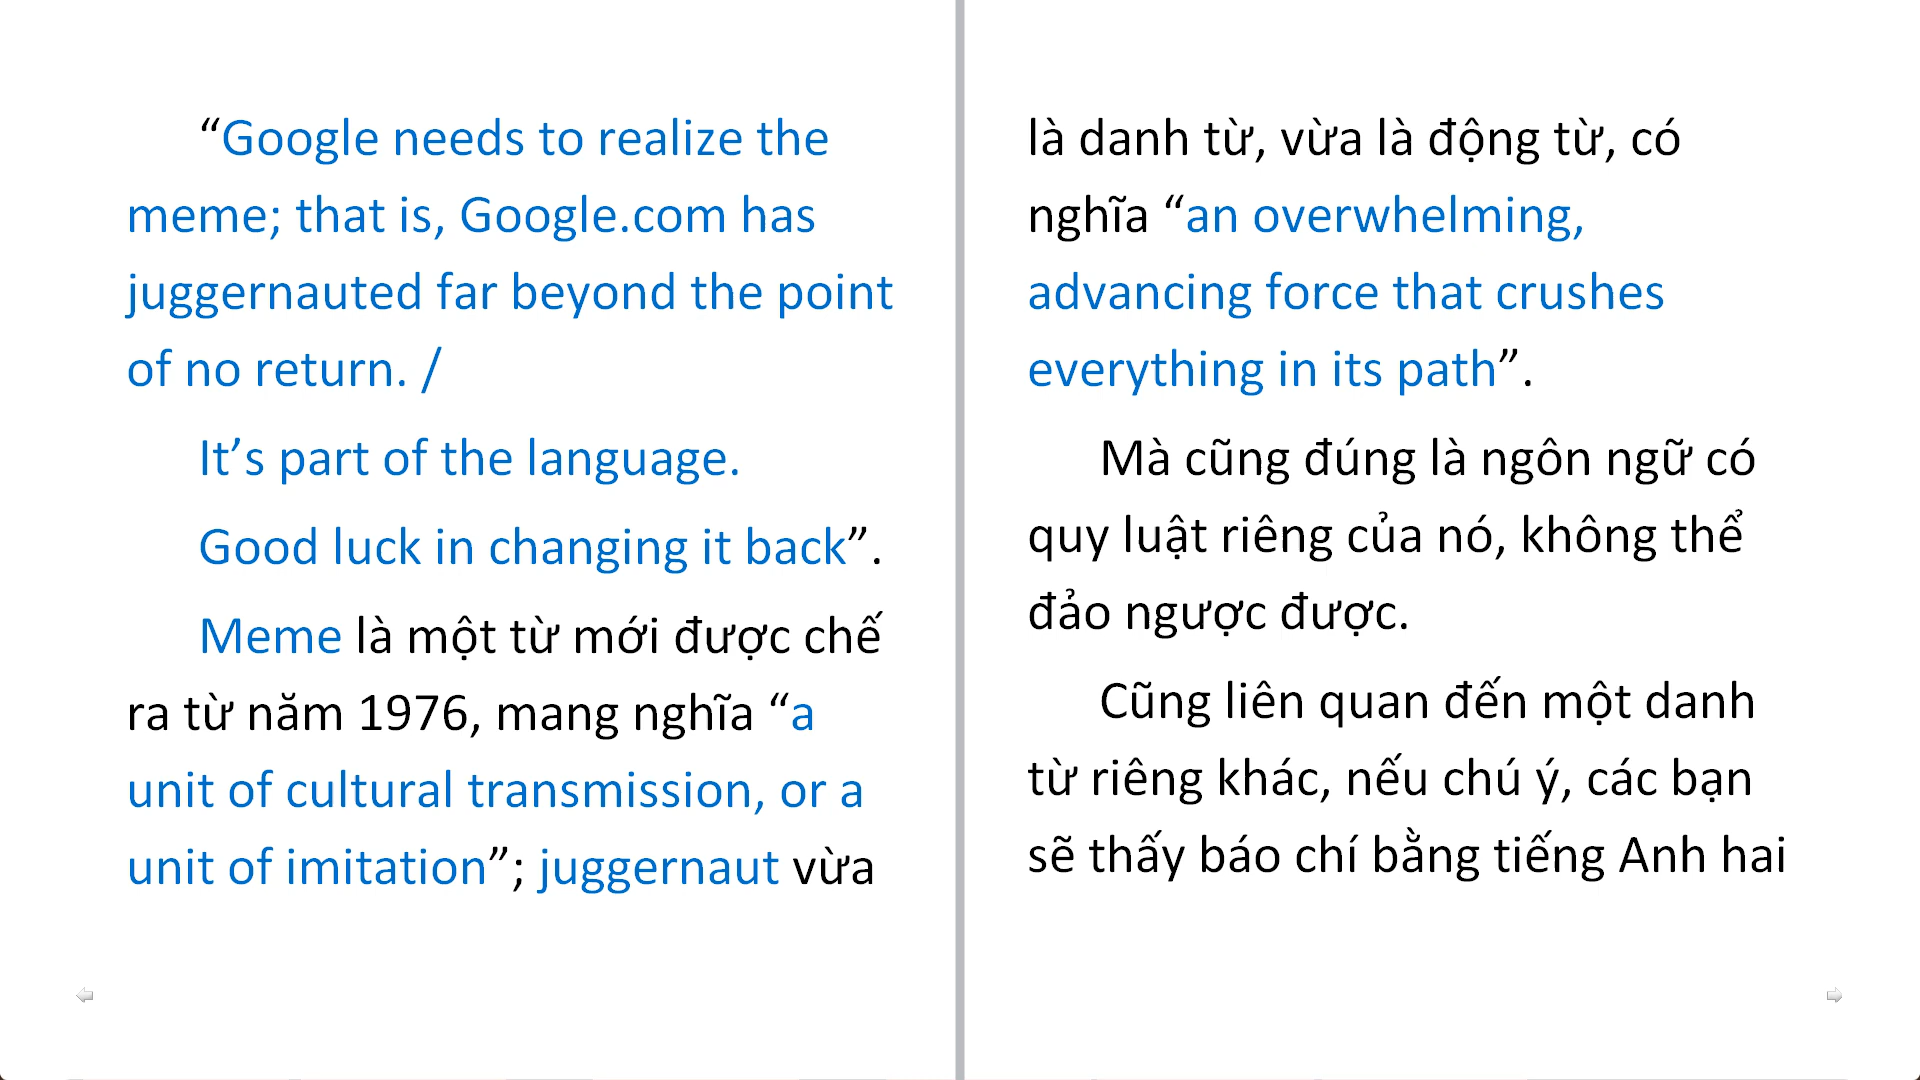 “Google needs to realize the
meme; that is, Google.com has
juggernauted far beyond the point
of no return. /
It’s part of the language.
Good luck in changing it back”.
Meme là một từ mới được chế
ra từ năm 1976, mang nghĩa “a
unit of cultural transmission, or a
unit of imitation”; juggernaut vừa
là danh từ, vừa là động từ, có
nghĩa “an overwhelming,
advancing force that crushes
everything in its path”.
Mà cũng đúng là ngôn ngữ có
quy luật riêng của nó, không thể
đảo ngược được.
Cũng liên quan đến một danh
từ riêng khác, nếu chú ý, các bạn
sẽ thấy báo chí bằng tiếng Anh hai